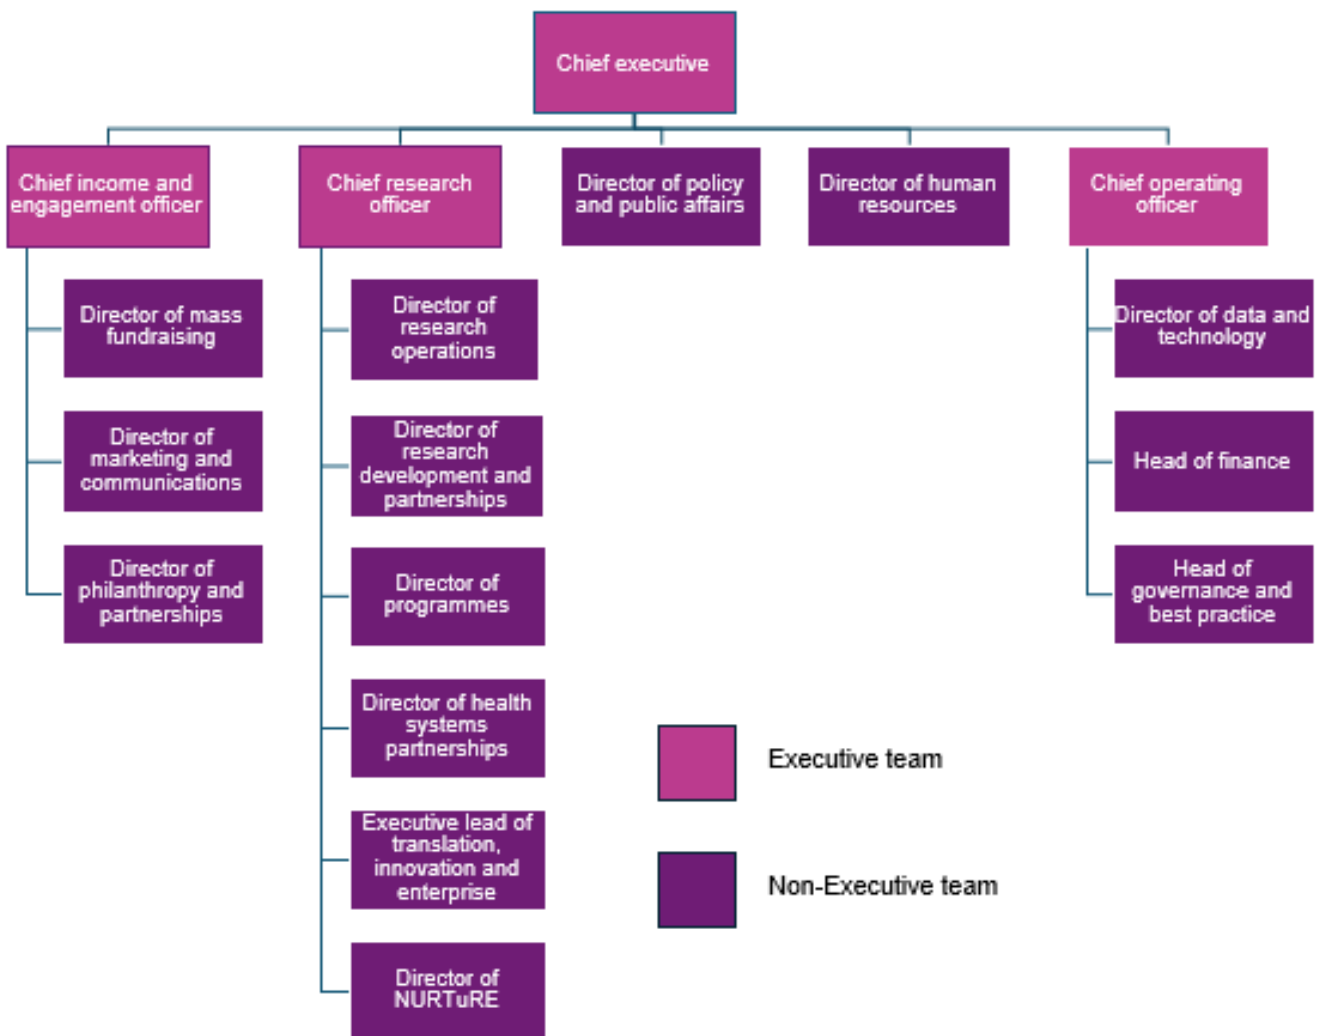 Chief executive
Chief income and
engagement officer
Chief research
officer
Director of policy
and public affairs
Director of human
resources
Chief operating
officer
Director of mass
fundraising
Director of
marketing and
communications
Director of
philanthropy and
partnerships
Director of
research
operations
Director of
research
development and
partnerships
Director of
programmes
Director of health
systems
partnerships
Executive lead of
translation,
innovation and
enterprise
Director of
NURTuRE
Director of data and
technology
Head of finance
Head of
governance and
best practice
Executive team
Non-Executive team